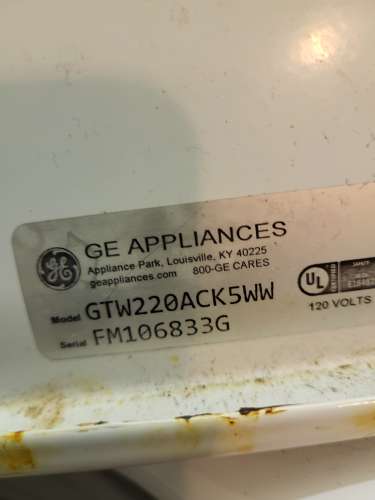 GE APPLIANCES
Appliance Park, Louisville, KY 40225
geappliances.com 800-GE CARES
Model GTW220ACK5WW
Serial FM106833G
UL
120 VOLTS